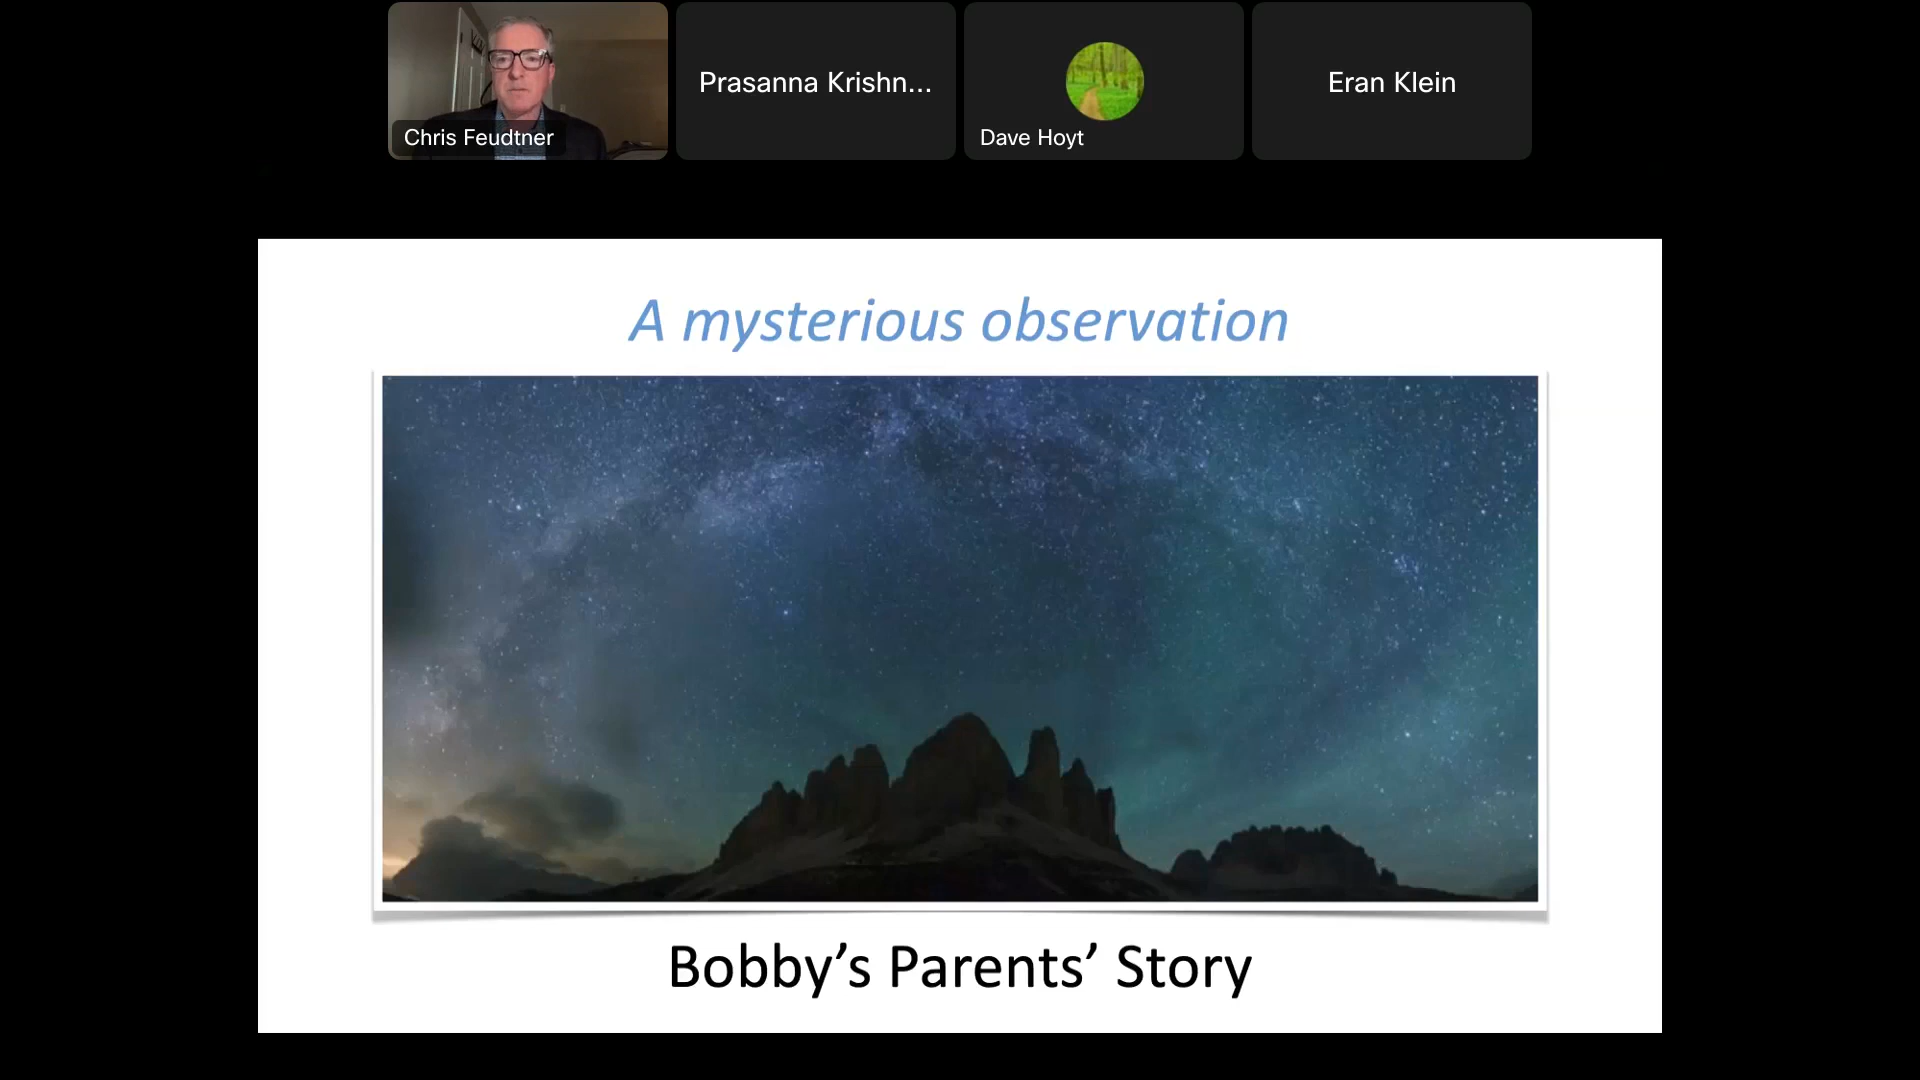 Chris Feudtner
Prasanna Krishn...
Dave Hoyt
Eran Klein
A mysterious observation
Bobby’s Parents’ Story